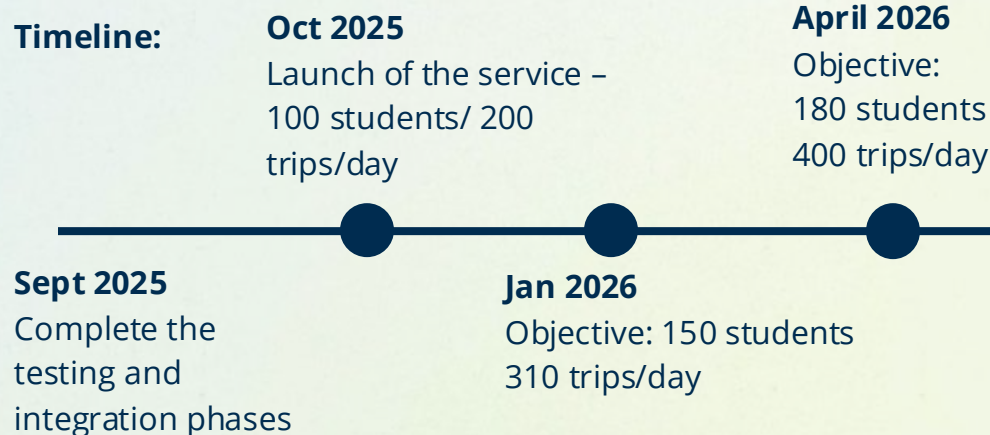 Timeline:
Oct 2025
Launch of the service –
100 students/ 200
trips/day
April 2026
Objective:
180 students
400 trips/day
Sept 2025
Complete the
testing and
integration phases
Jan 2026
Objective: 150 students
310 trips/day